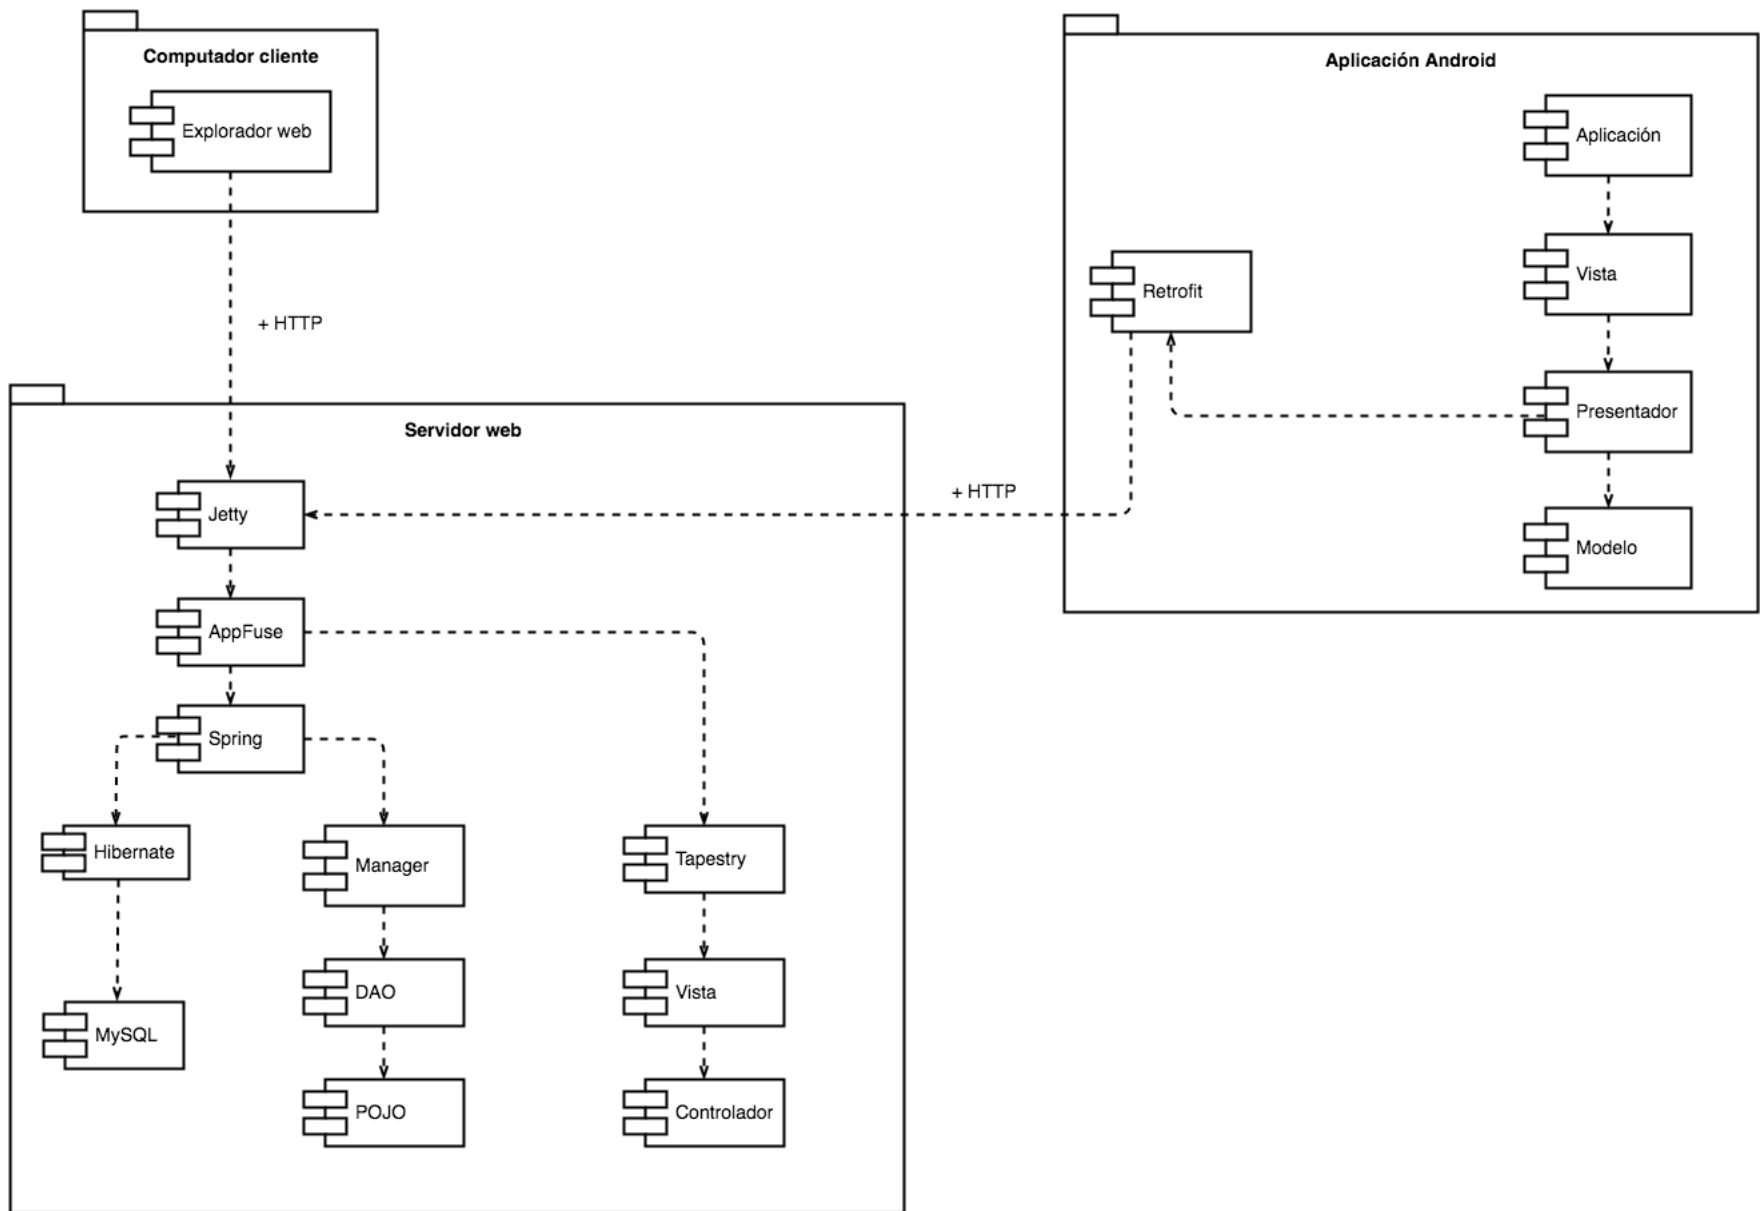 Computador cliente
Explorador web
+ HTTP
Aplicación Android
Aplicación
Vista
Retrofit
Presentador
Modelo
+ HTTP
Servidor web
Jetty
AppFuse
Spring
Hibernate
Manager
Tapestry
DAO
Vista
MySQL
POJO
Controlador